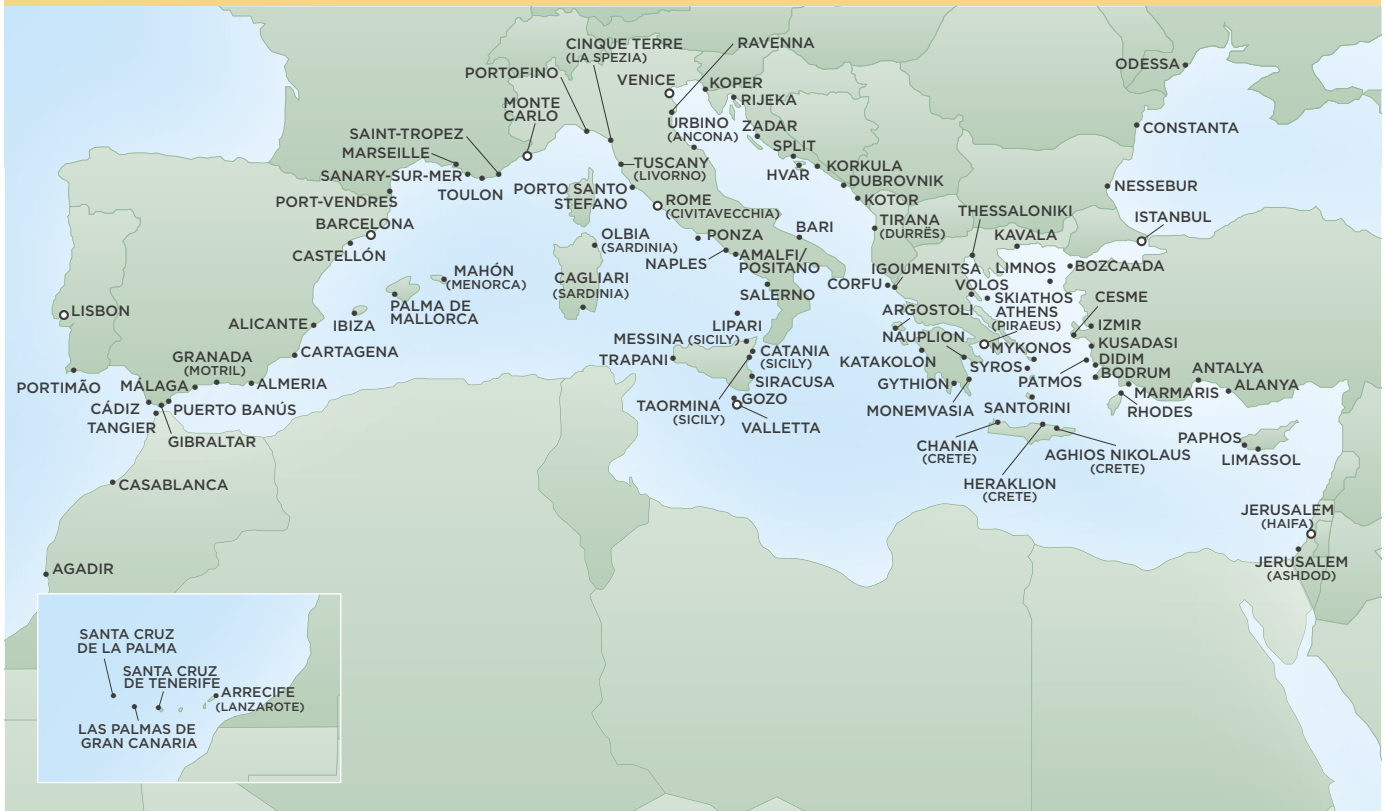 CINQUE TERRE
(LA SPEZIA)
RAVENNA
PORTOFINO
VENICE
KOPER
RIJEKA
ODESSA
MONTE
CARLO
URBINO
(ANCONA)
ZADAR
CONSTANTA
SAINT-TROPEZ
MARSEILLE
SANARY-SUR-MER
TOULON
SPLIT
HVAR
KORKULA
DUBROVNIK
KOTOR
TUSCANY
(LIVORNO)
PORTO SANTO
STEFANO
ROME
(CIVITAVECCHIA)
PORT-VENDRES
BARCELONA
CASTELLÓN
NESSEBUR
ISTANBUL
THESSALONIKI
KAVALA
TIRANA
(DURRËS)
BARI
OLBIA
(SARDINIA)
PONZA
NAPLES
AMALFI/
POSITANO
SALERNO
CAGLIARI
(SARDINIA)
MAHÓN
(MENORCA)
PALMA DE
MALLORCA
IBIZA
IGOUMENITSA
CORFU
LIMNOS
BOZCAADA
VOLOS
SKIATHOS
ATHENS
(PIRAEUS)
CESME
ARGOSTOLI
IZMIR
LISBON
ALICANTE
CARTAGENA
LIPARI
MESSINA (SICILY)
TRAPANI
CATANIA
(SICILY)
SIRACUSA
GOZO
TAORMINA
(SICILY)
VALLETTA
NAUPLION
MYKONOS
KUSADASI
KATAKOLON
SYROS
DIDIM
BODRUM
GYTHION
PATMOS
MARMARIS
RHODES
ANTALYA
ALANYA
MONEMVASIA
SANTORINI
PORTIMÃO
GRANADA
(MOTRIL)
MÁLAGA
ALMERIA
CÁDIZ
PUERTO BANÚS
TANGIER
GIBRALTAR
CHANIA
(CRETE)
HERAKLION
(CRETE)
AGHIOS NIKOLAUS
(CRETE)
PAPHOS
LIMASSOL
CASABLANCA
JERUSALEM
(HAIFA)
JERUSALEM
(ASHDOD)
AGADIR
SANTA CRUZ
DE LA PALMA
SANTA CRUZ
DE TENERIFE
ARRECIFE
(LANZAROTE)
LAS PALMAS DE
GRAN CANARIA